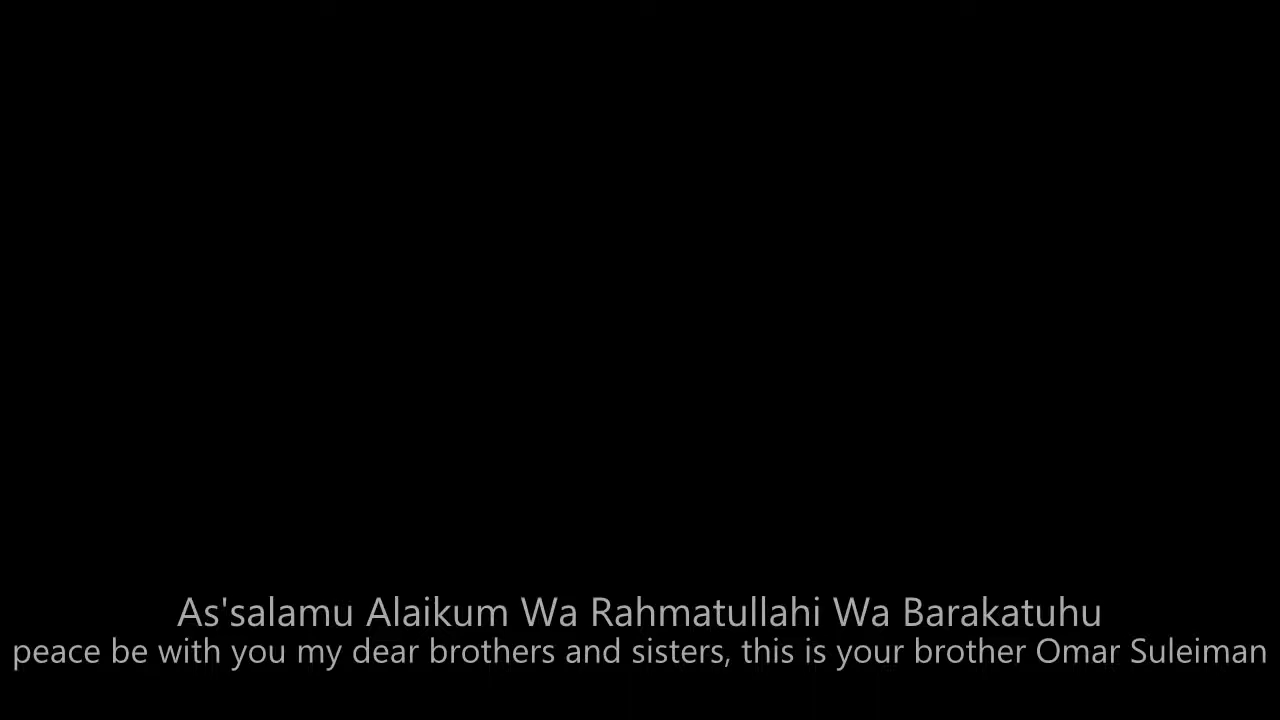 As'salamu Alaikum Wa Rahmatullahi Wa Barakatuhu
peace be with you my dear brothers and sisters, this is your brother Omar Suleiman